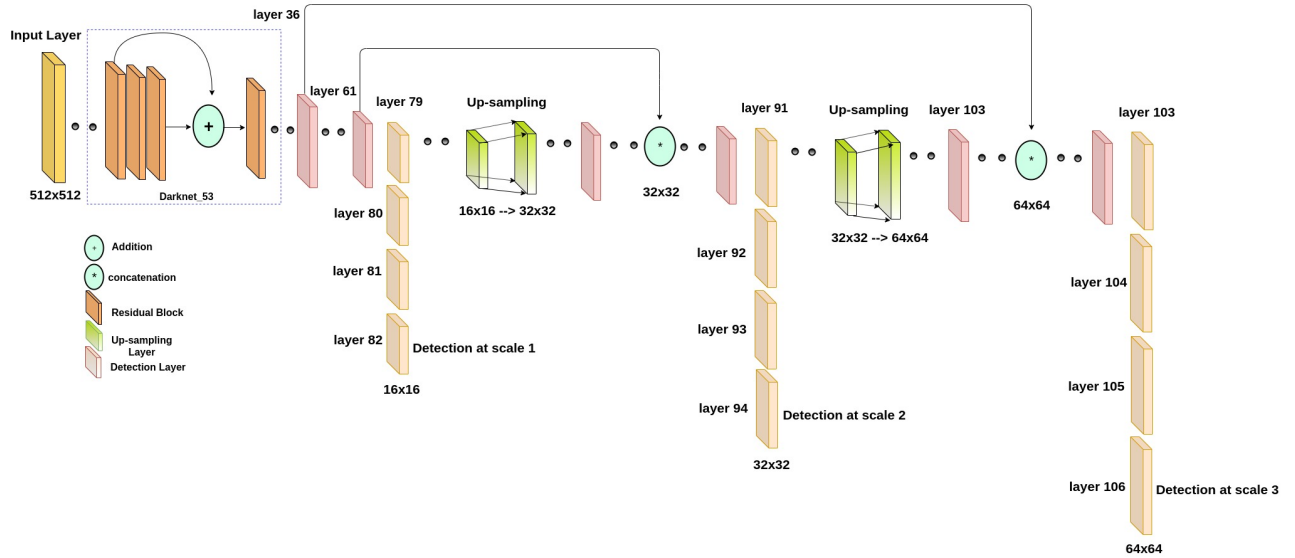 layer 36
Input Layer
layer 61
layer 79
Up-sampling
layer 91
Up-sampling
layer 103
layer 103
+
*
*
512x512
Darknet_53
16x16 --> 32x32
32x32
32x32 --> 64x64
64x64
layer 80
layer 81
layer 82
Detection at scale 1
16x16
layer 92
layer 93
layer 94
Detection at scale 2
32x32
layer 104
layer 105
layer 106
Detection at scale 3
64x64
+ Addition
* concatenation
Residual Block
Up-sampling
Layer
Detection Layer